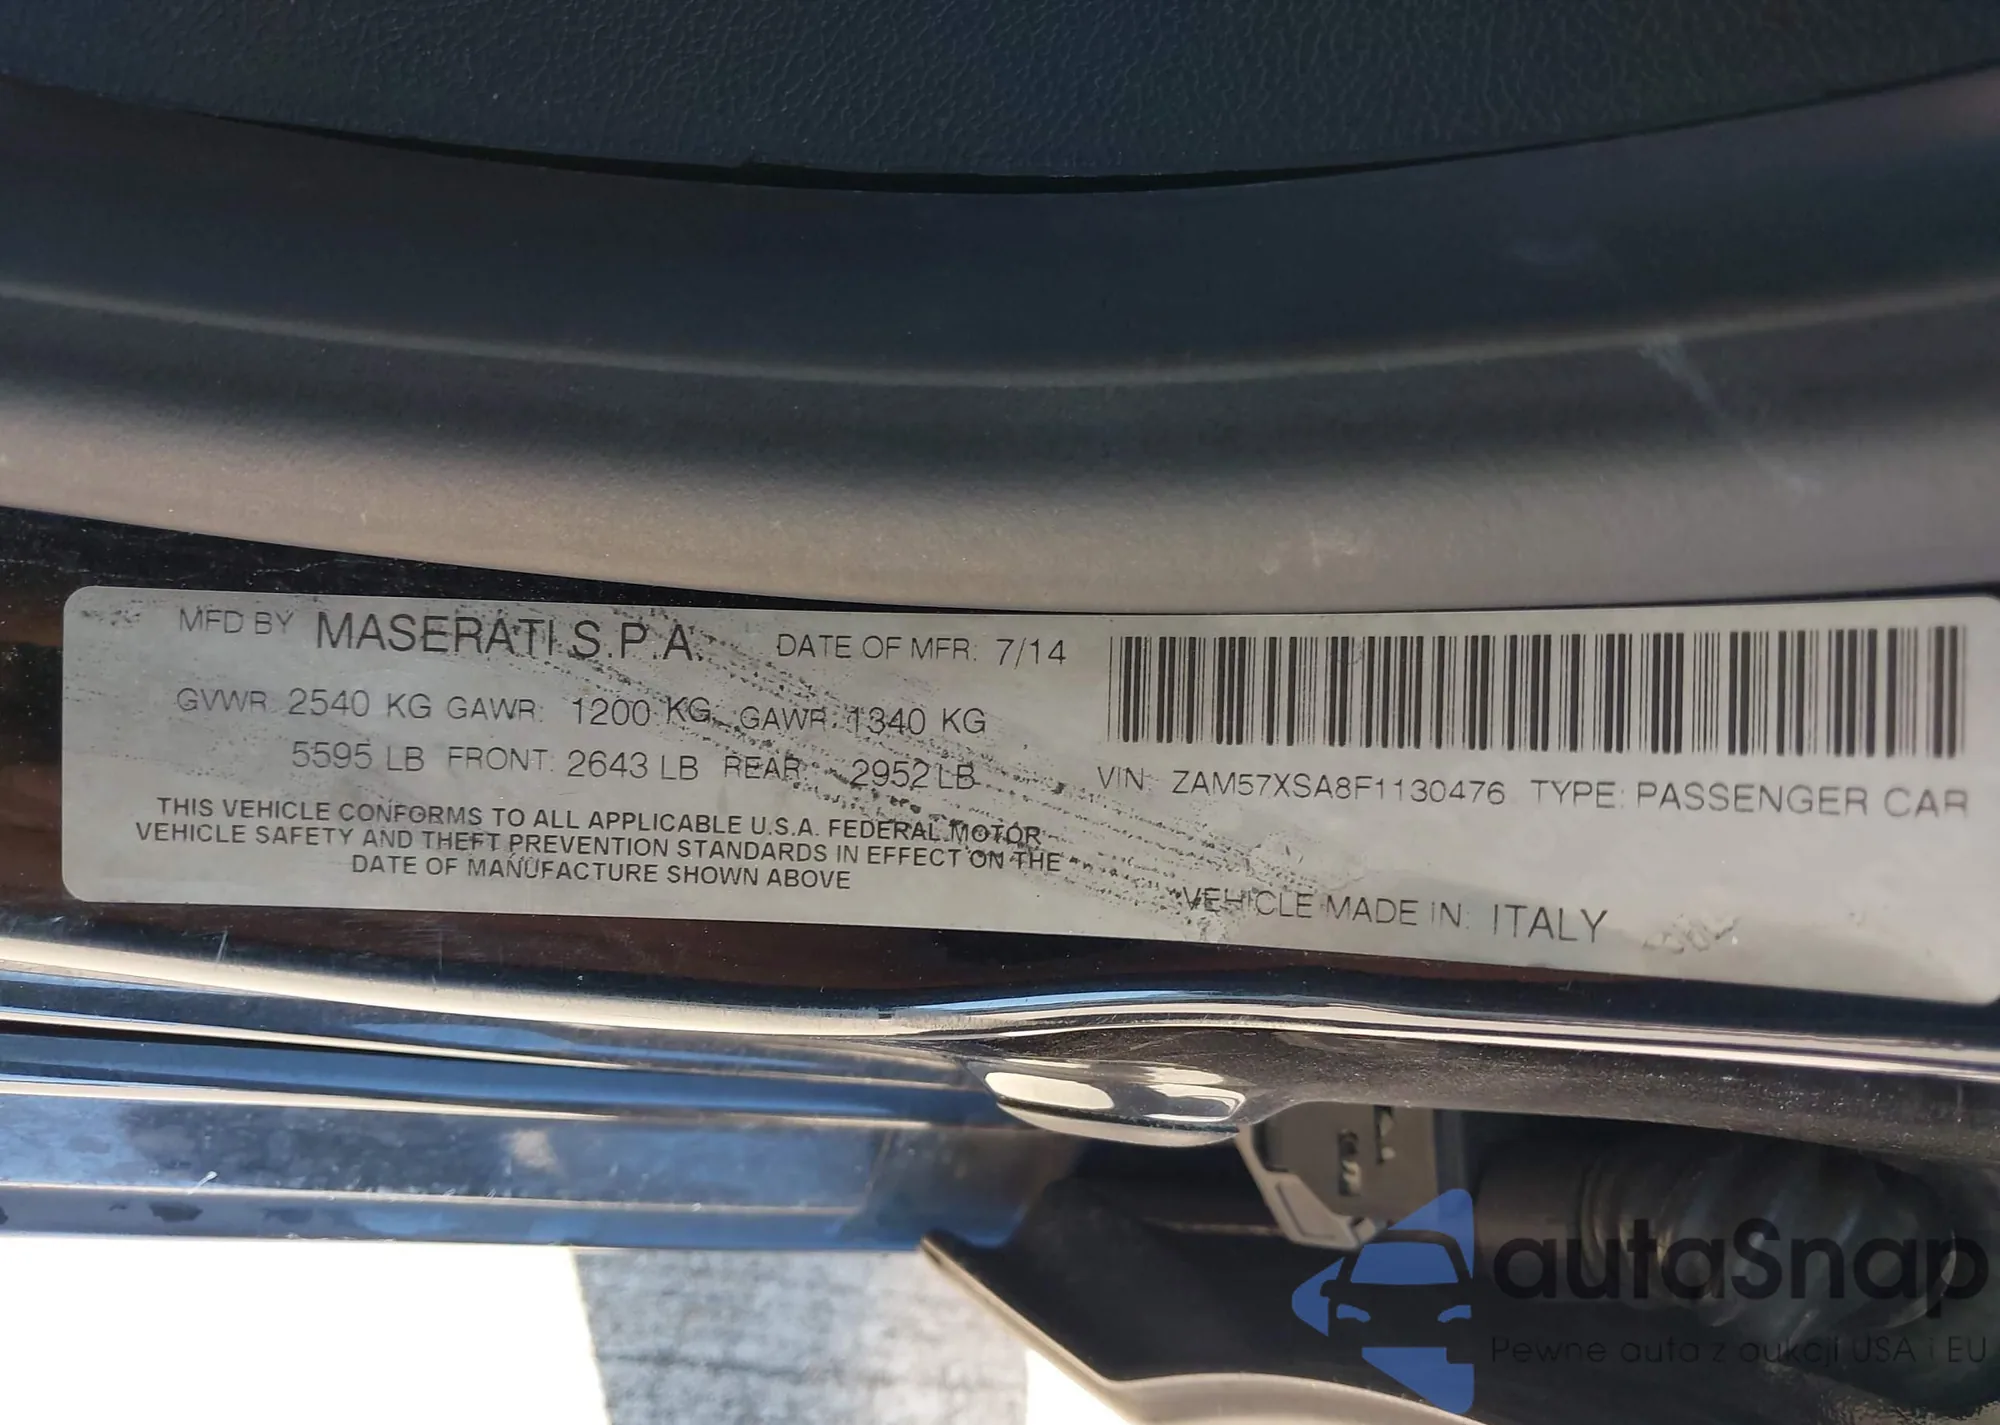 MFD BY MASERATI S.P.A. DATE OF MFR: 7/14
GVWR 2540 KG GAWR: 1200 KG GAWR: 1340 KG
5595 LB FRONT: 2643 LB REAR: 2952 LB
THIS VEHICLE CONFORMS TO ALL APPLICABLE U.S.A. FEDERAL MOTOR
VEHICLE SAFETY AND THEFT PREVENTION STANDARDS IN EFFECT ON THE
DATE OF MANUFACTURE SHOWN ABOVE
VIN: ZAM57XSA8F1130476 TYPE: PASSENGER CAR
VEHICLE MADE IN: ITALY
autaSnap
Pewne auta z aukcji USA i EU